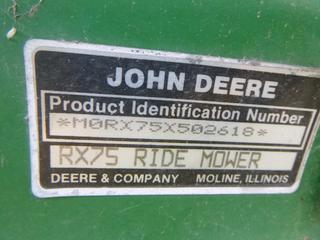 JOHN DEERE
Product Identification Number
*M0RX75X502618*
RX75 RIDE MOWER
DEERE & COMPANY MOLINE, ILLINOIS